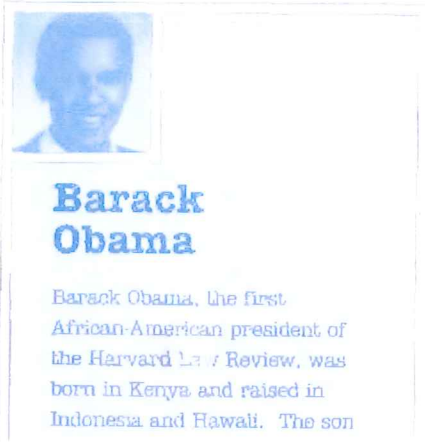 Barack
Obama
Barack Obama, the first
African-American president of
the Harvard Law Review, was
born in Kenya and raised in
Indonesia and Hawaii. The son